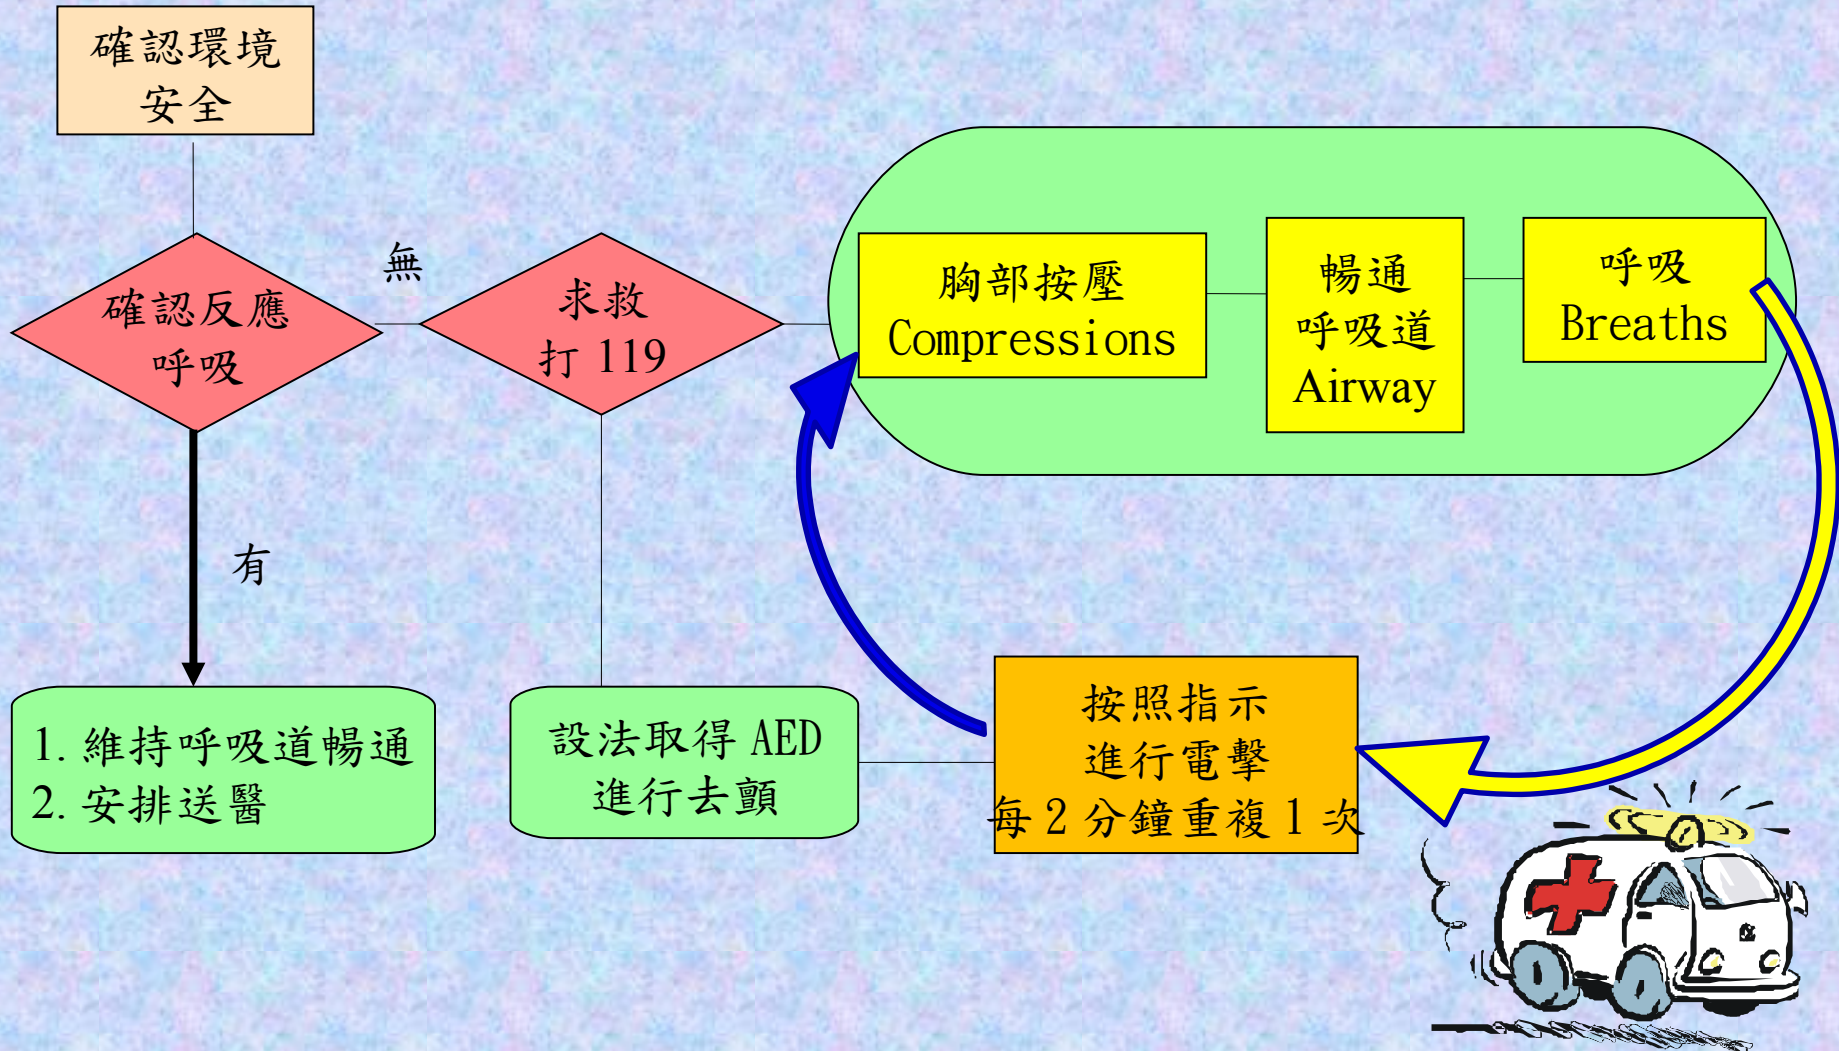 確認環境
安全
確認反應
呼吸
無
求救
打 119
胸部按壓
Compressions
暢通
呼吸道
Airway
呼吸
Breaths
有
1. 維持呼吸道暢通
2. 安排送醫
設法取得 AED
進行去顫
按照指示
進行電擊
每 2 分鐘重複 1 次